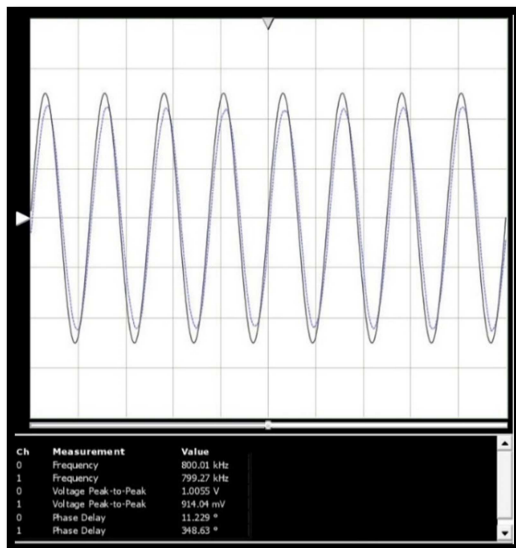 Ch Measurement Value
0 Frequency 800.01 kHz
1 Frequency 799.27 kHz
0 Voltage Peak-to-Peak 1.0055 V
1 Voltage Peak-to-Peak 914.04 mV
0 Phase Delay 11.229 °
1 Phase Delay 348.63 °